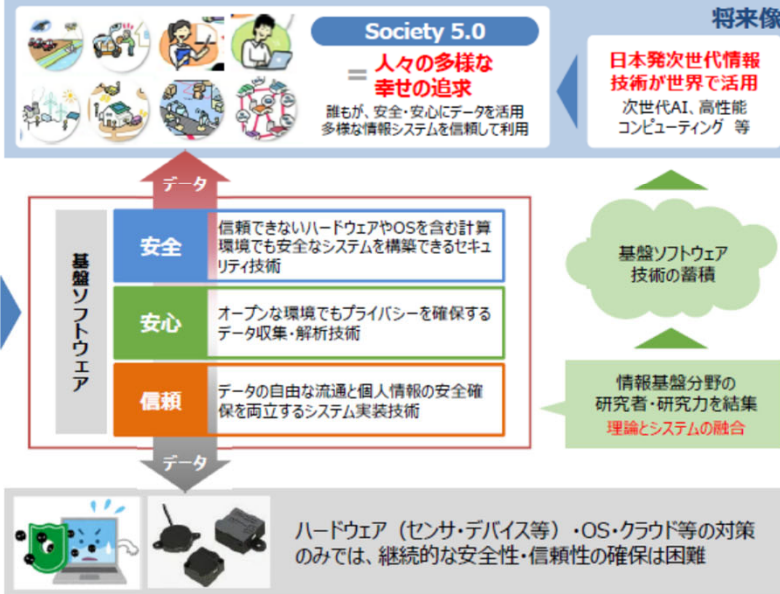 将来像
Society 5.0
= 人々の多様な
幸せの追求
誰もが、安全・安心にデータを活用
多様な情報システムを信頼して利用
日本発次世代情報
技術が世界で活用
次世代AI、高性能
コンピューティング 等
データ
基盤ソフトウェア
安全
信頼できないハードウェアやOSを含む計算
環境でも安全なシステムを構築できるセキュ
リティ技術
安心
オープンな環境でもプライバシーを確保する
データ収集・解析技術
信頼
データの自由な流通と個人情報の安全確
保を両立するシステム実装技術
データ
基盤ソフトウェア
技術の蓄積
情報基盤分野の
研究者・研究力を結集
理論とシステムの融合
ハードウェア（センサ・デバイス等）・OS・クラウド等の対策
のみでは、継続的な安全性・信頼性の確保は困難